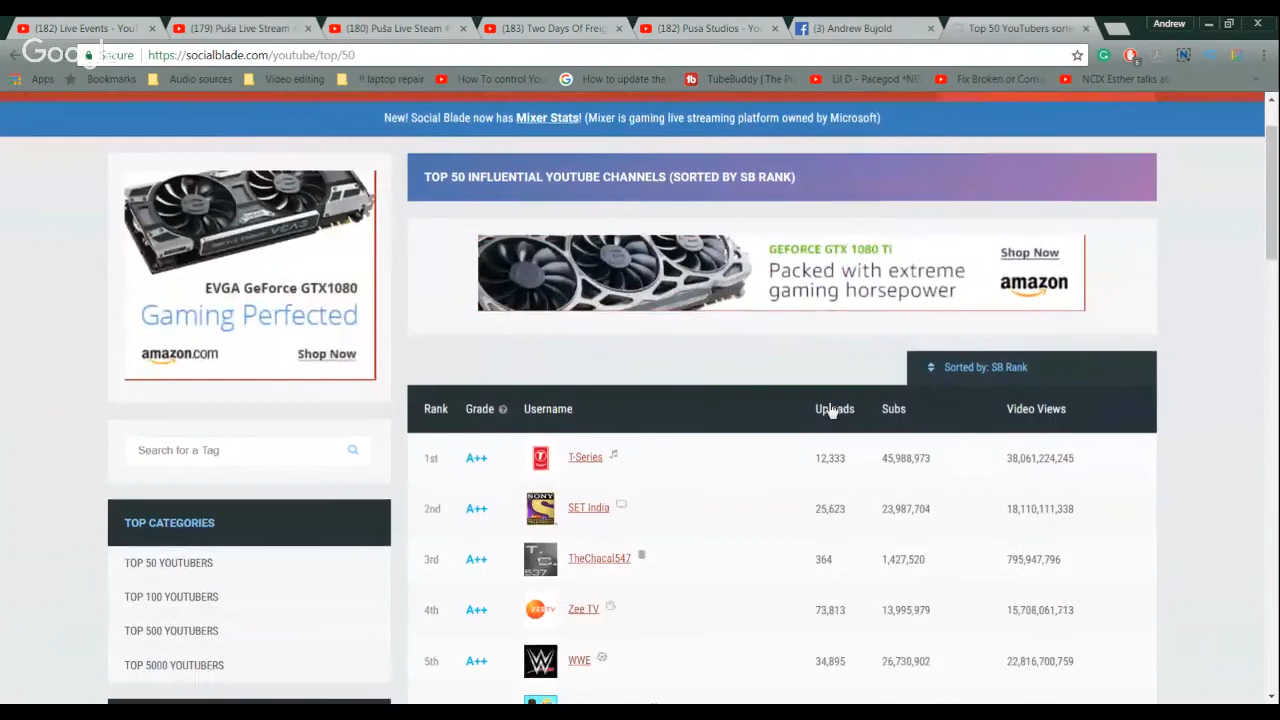 (182) Live Events - You
(179) Puša Live Stream
(180) Puša Live Steam #
(183) Two Days Of Freig
(182) Pusa Studios - You
(3) Andrew Bujold
Top 50 YouTubers sorte
Andrew
Secure
https://socialblade.com/youtube/top/50
Apps
Bookmarks
Audio sources
Video editing
!! laptop repair
How To control You
How to update the
TubeBuddy | The P
Lil D - Pacegod *NE
Fix Broken or Corru
NCIX Esther talks a
New! Social Blade now has Mixer Stats! (Mixer is gaming live streaming platform owned by Microsoft)
EVGA GeForce GTX1080
Gaming Perfected
amazon.com
Shop Now
TOP 50 INFLUENTIAL YOUTUBE CHANNELS (SORTED BY SB RANK)
GEFORCE GTX 1080 Ti
Packed with extreme
gaming horsepower
Shop Now
amazon
Sorted by: SB Rank
Rank Grade Username Uploads Subs Video Views
1st A++ T-Series 12,333 45,988,973 38,061,224,245
2nd A++ SET India 25,623 23,987,704 18,110,111,338
3rd A++ TheChacal547 364 1,427,520 795,947,796
4th A++ Zee TV 73,813 13,995,979 15,708,061,713
5th A++ WWE 34,895 26,730,902 22,816,700,759
Search for a Tag
TOP CATEGORIES
TOP 50 YOUTUBERS
TOP 100 YOUTUBERS
TOP 500 YOUTUBERS
TOP 5000 YOUTUBERS